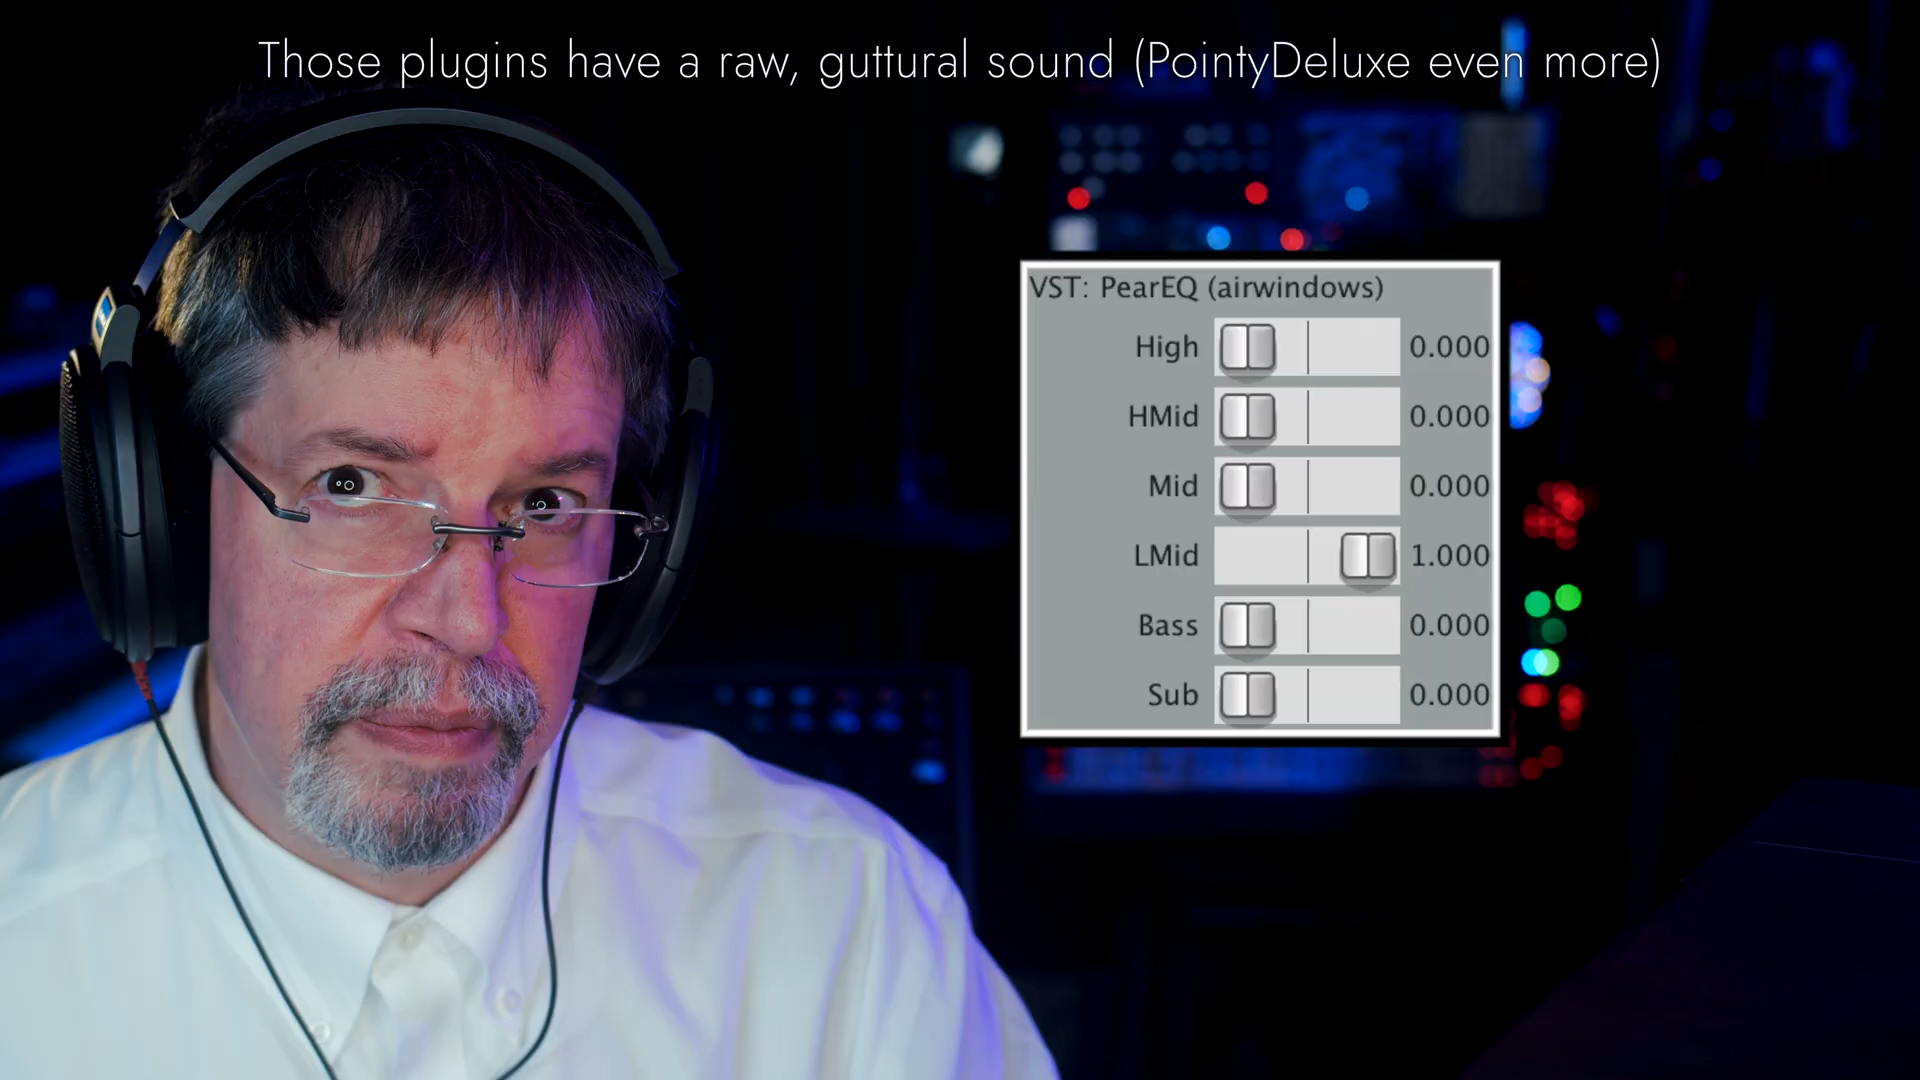 Those plugins have a raw, guttural sound (PointyDeluxe even more)
VST: PearEQ (airwindows)
High 0.000
HMid 0.000
Mid 0.000
LMid 1.000
Bass 0.000
Sub 0.000